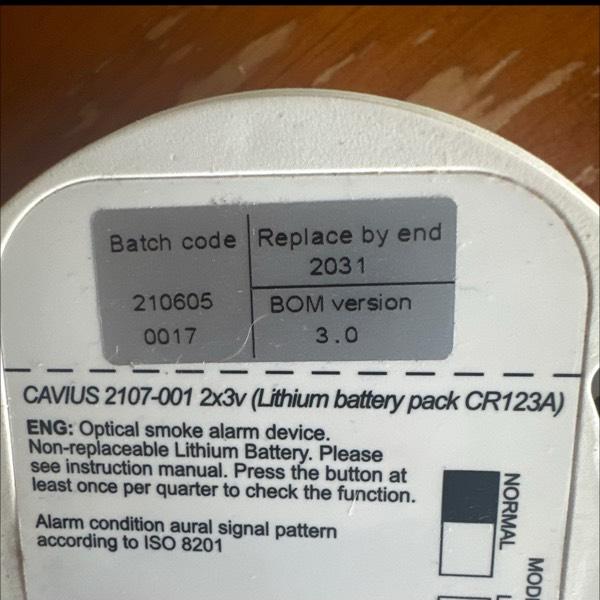 Batch code
210605
0017
Replace by end
2031
BOM version
3.0
CAVIUS 2107-001 2x3v (Lithium battery pack CR123A)
ENG: Optical smoke alarm device.
Non-replaceable Lithium Battery. Please
see instruction manual. Press the button at
least once per quarter to check the function.
Alarm condition aural signal pattern
according to ISO 8201
NORMAL